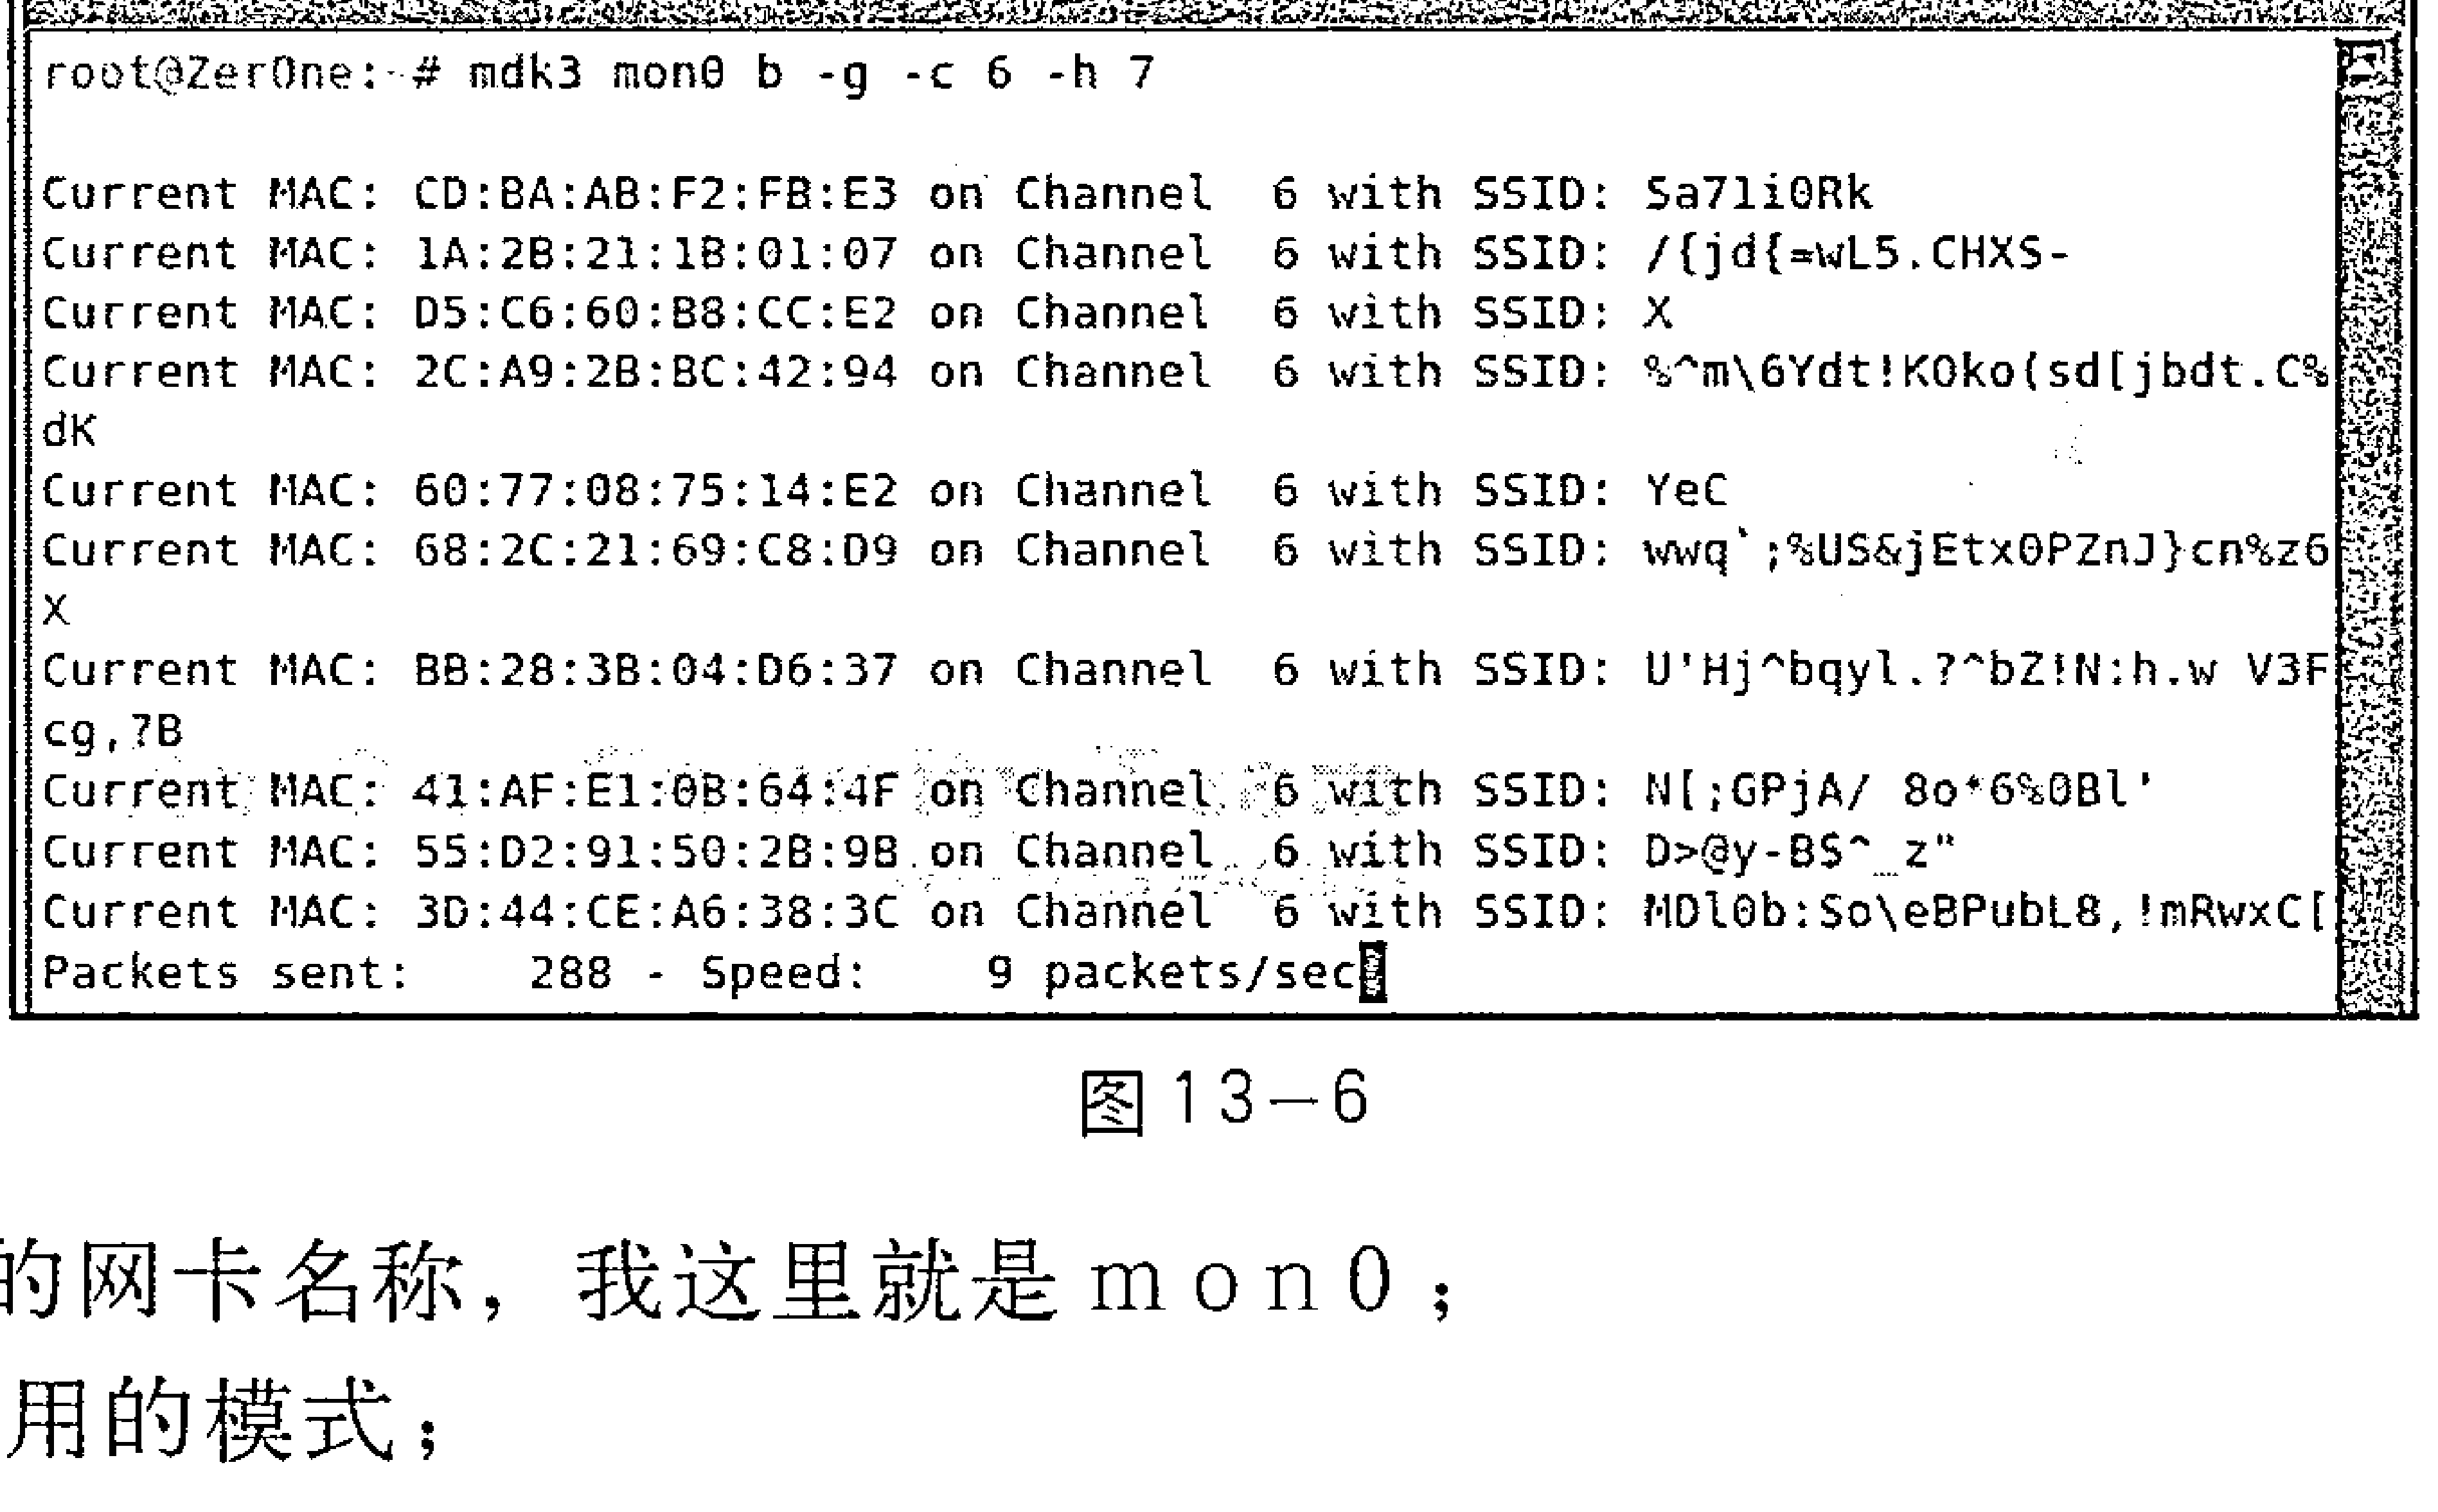 root@ZerOne:~# mdk3 mon0 b -g -c 6 -h 7
Current MAC: CD:BA:AB:F2:FB:E3 on Channel  6 with SSID: Sa7li0Rk
Current MAC: 1A:2B:21:1B:01:07 on Channel  6 with SSID: /{jd{=wL5.CHXS-
Current MAC: D5:C6:60:B8:CC:E2 on Channel  6 with SSID: X
Current MAC: 2C:A9:2B:BC:42:94 on Channel  6 with SSID: %^m\6Ydt!KOko(sd[jbdt.C%
dK
Current MAC: 60:77:08:75:14:E2 on Channel  6 with SSID: YeC
Current MAC: 68:2C:21:69:C8:D9 on Channel  6 with SSID: wwq`;%US&jEtx0PZnJ}cn%z6
X
Current MAC: BB:28:3B:04:D6:37 on Channel  6 with SSID: U'Hj^bqyl.?^bZ!N:h.w V3F
cg,?B
Current MAC: 41:AF:E1:0B:64:4F on Channel  6 with SSID: N[;GPjA/ 8o*6%0Bl'
Current MAC: 55:D2:91:50:2B:9B on Channel  6 with SSID: D>@y-B$^_z"
Current MAC: 3D:44:CE:A6:38:3C on Channel  6 with SSID: MDl0b:So\eBPubL8,!mRwxC[
Packets sent:    288 - Speed:    9 packets/sec
图13-6
的网卡名称，我这里就是mon0；
用的模式；